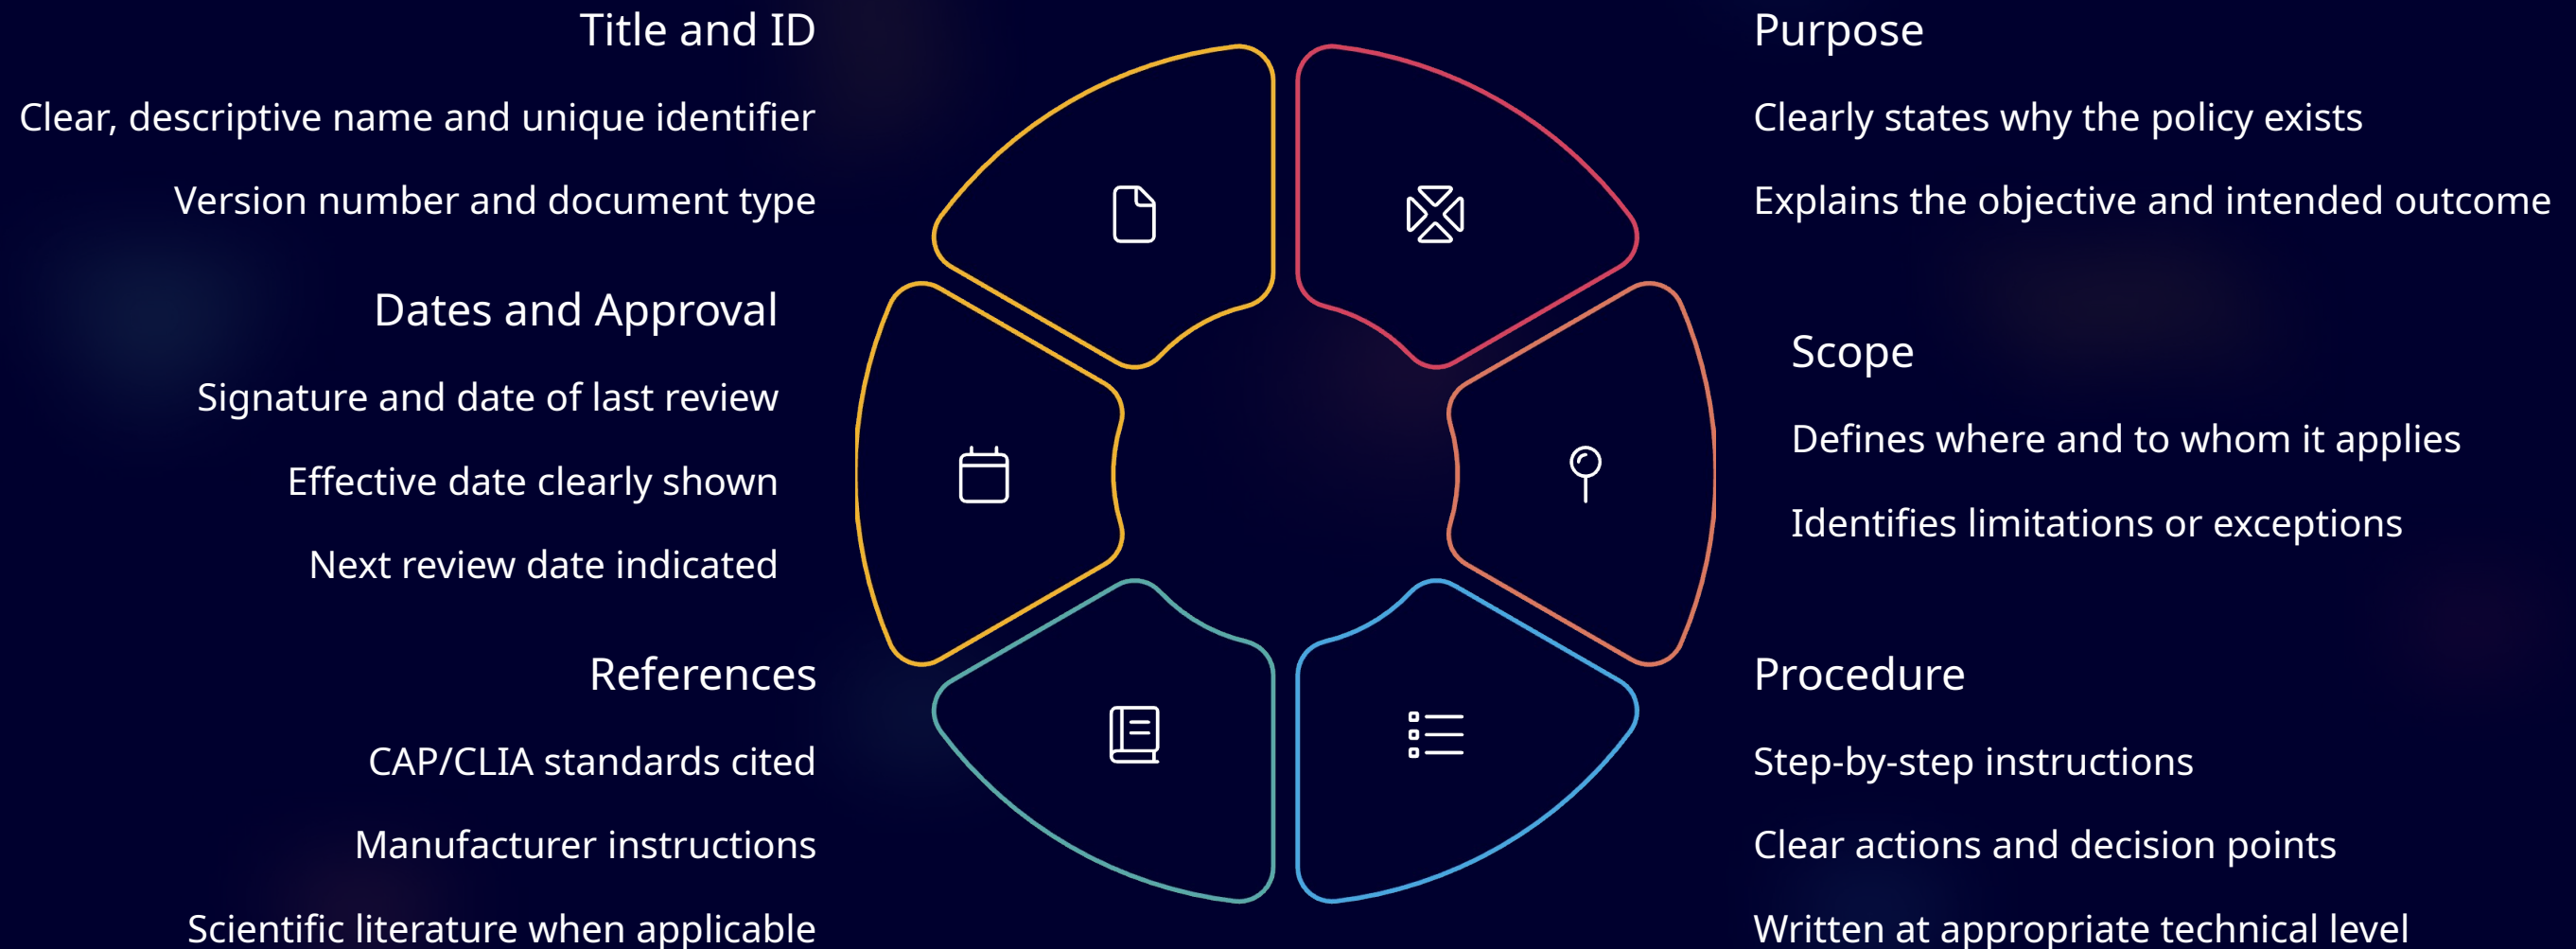 Title and ID
Clear, descriptive name and unique identifier
Version number and document type
Purpose
Clearly states why the policy exists
Explains the objective and intended outcome
Dates and Approval
Signature and date of last review
Effective date clearly shown
Next review date indicated
Scope
Defines where and to whom it applies
Identifies limitations or exceptions
References
CAP/CLIA standards cited
Manufacturer instructions
Scientific literature when applicable
Procedure
Step-by-step instructions
Clear actions and decision points
Written at appropriate technical level